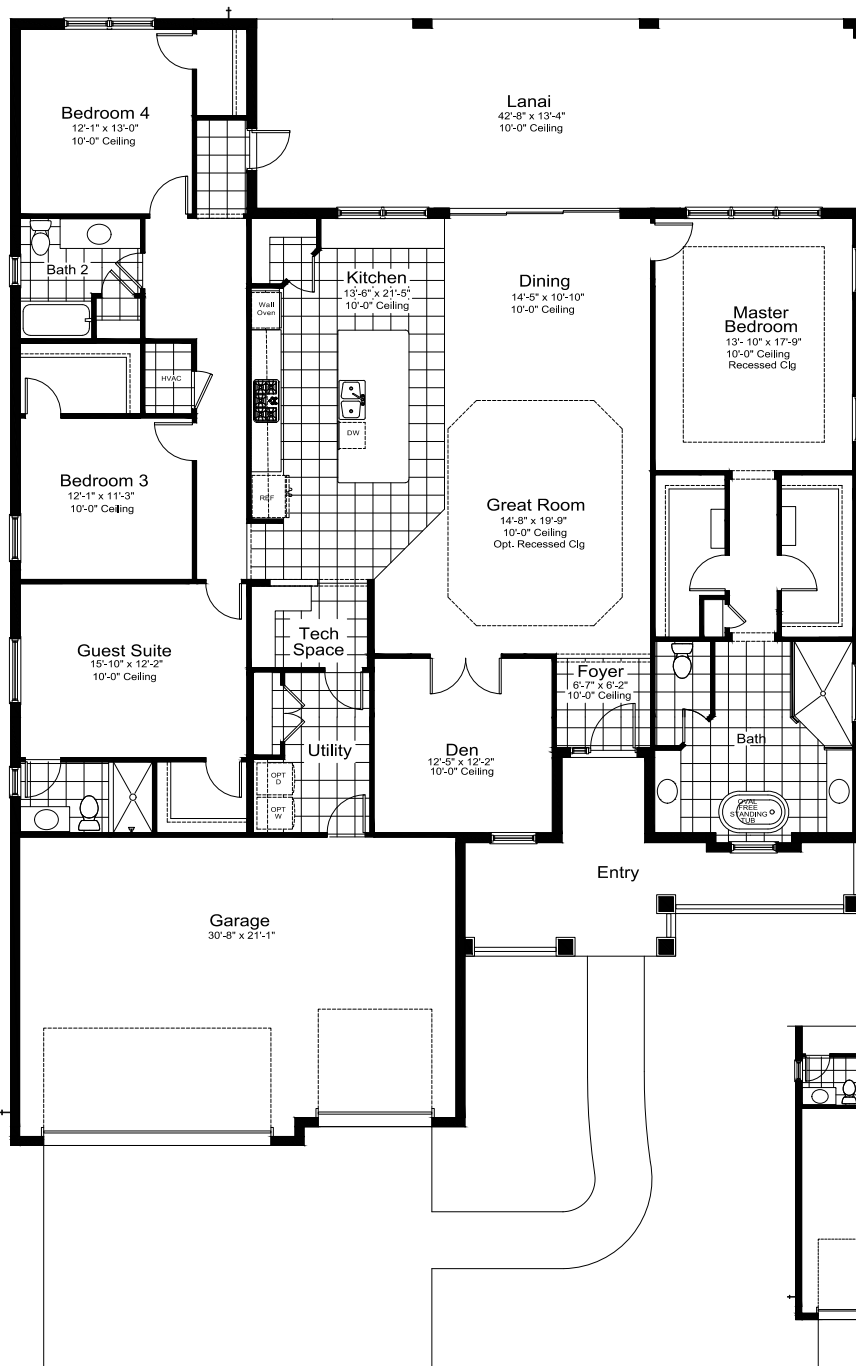 Bedroom 4
12'-1" x 13'-0"
10'-0" Ceiling
Lanai
42'-8" x 13'-4"
10'-0" Ceiling
Bath 2
Kitchen
13'-6" x 21'-5"
10'-0" Ceiling
Dining
14'-5" x 10'-10"
10'-0" Ceiling
Wall
Oven
Master
Bedroom
13'- 10" x 17'-9"
10'-0" Ceiling
Recessed Clg
HVAC
DW
Bedroom 3
12'-1" x 11'-3"
10'-0" Ceiling
REF
Great Room
14'-8" x 19'-9"
10'-0" Ceiling
Opt. Recessed Clg
Guest Suite
15'-10" x 12'-2"
10'-0" Ceiling
Tech
Space
Foyer
6'-7" x 6'-2"
10'-0" Ceiling
Utility
Den
12'-5" x 12'-2"
10'-0" Ceiling
Bath
OPT
D
OPT
W
OVAL
FREE
STANDING
TUB
Entry
Garage
30'-8" x 21'-1"